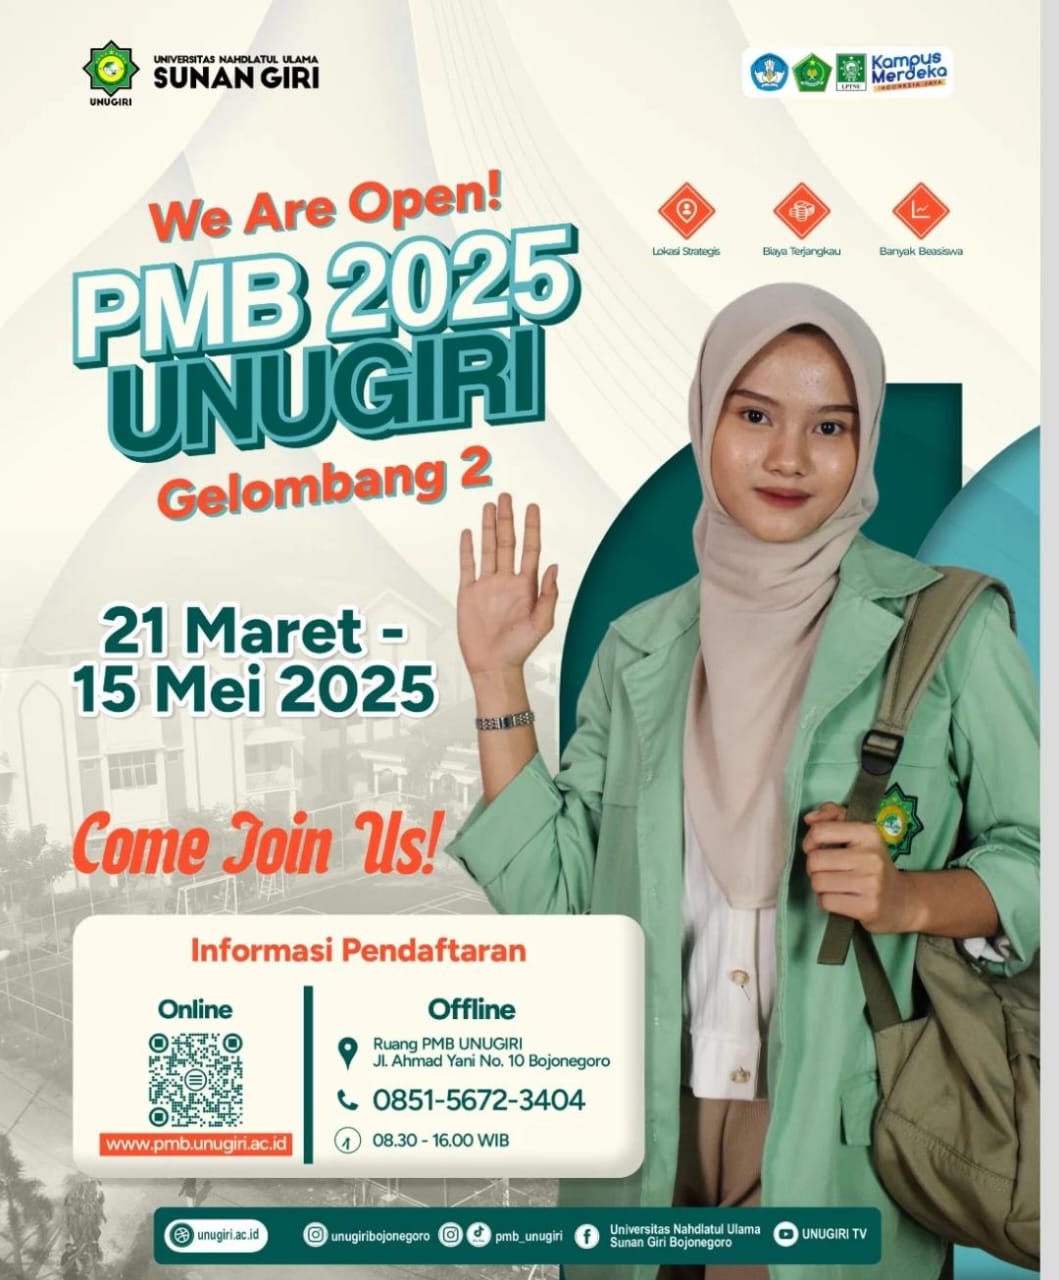 UNIVERSITAS NAHDLATUL ULAMA
SUNAN GIRI
UNUGIRI
LPTNU
Kampus
Merdeka
INDONESIA JAYA
We Are Open!
PMB 2025
UNUGIRI
Gelombang 2
Lokasi Strategis
Biaya Terjangkau
Banyak Beasiswa
21 Maret -
15 Mei 2025
Come Join Us!
Informasi Pendaftaran
Online
www.pmb.unugiri.ac.id
Offline
Ruang PMB UNUGIRI
Jl. Ahmad Yani No. 10 Bojonegoro
0851-5672-3404
08.30 - 16.00 WIB
unugiri.ac.id
unugiribojonegoro
pmb_unugiri
Universitas Nahdlatul Ulama
Sunan Giri Bojonegoro
UNUGIRI TV